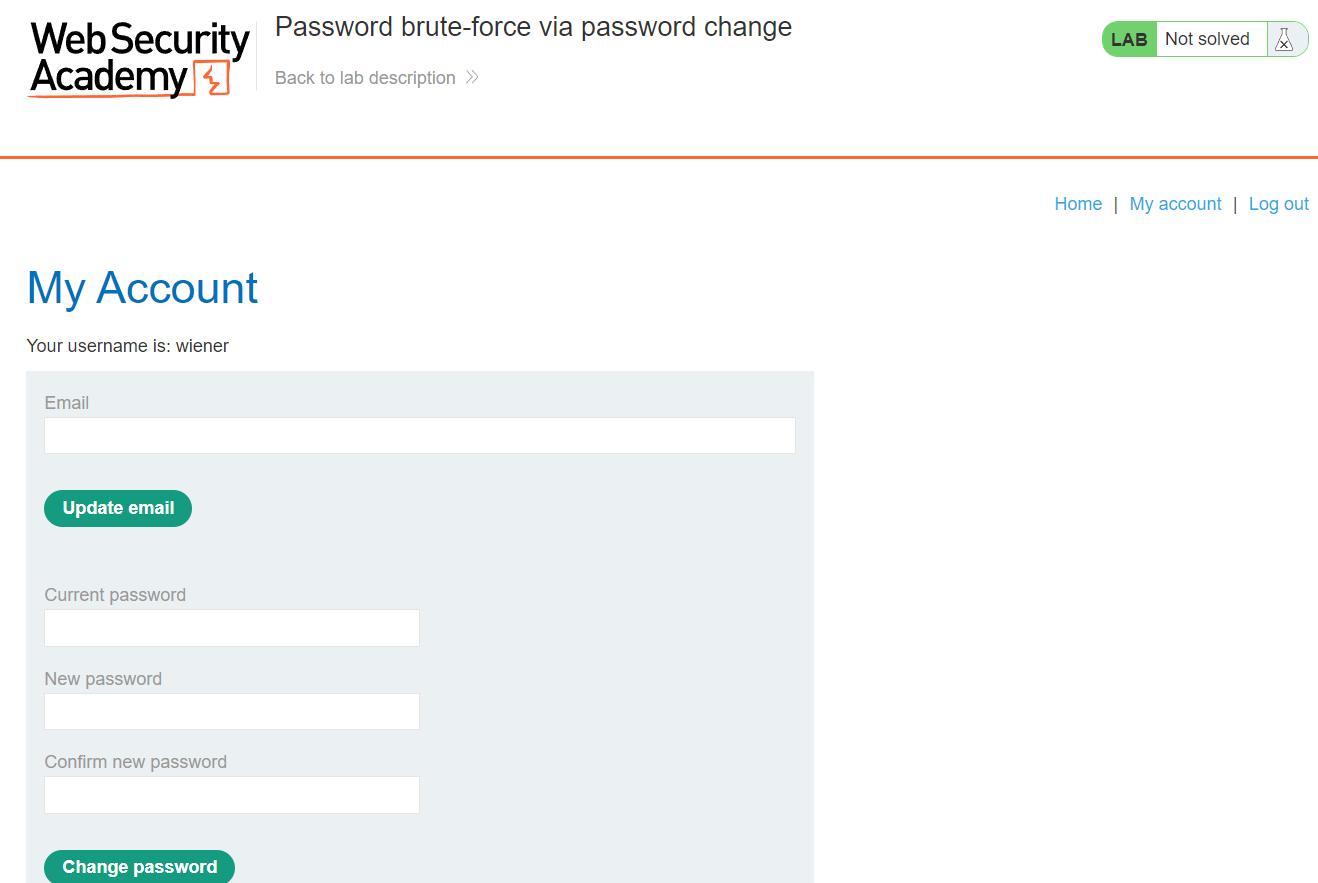 Web Security
Academy
Password brute-force via password change
Back to lab description
LAB Not solved
Home | My account | Log out
My Account
Your username is: wiener
Email
Update email
Current password
New password
Confirm new password
Change password